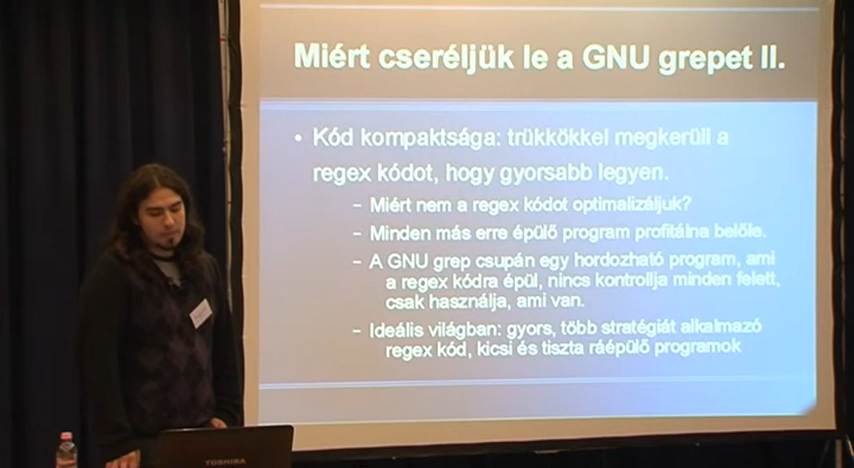 Miért cseréljük le a GNU grepet II.
• Kód kompaktsága: trükkökkel megkerüli a
regex kódot, hogy gyorsabb legyen.
– Miért nem a regex kódot optimalizáljuk?
– Minden más erre épülő program profitálna belőle.
– A GNU grep csupán egy hordozható program, ami
a regex kódra épül, nincs kontrollja minden felett,
csak használja, ami van.
– Ideális világban: gyors, több stratégiát alkalmazó
regex kód, kicsi és tiszta ráépülő programok
TOSHIBA